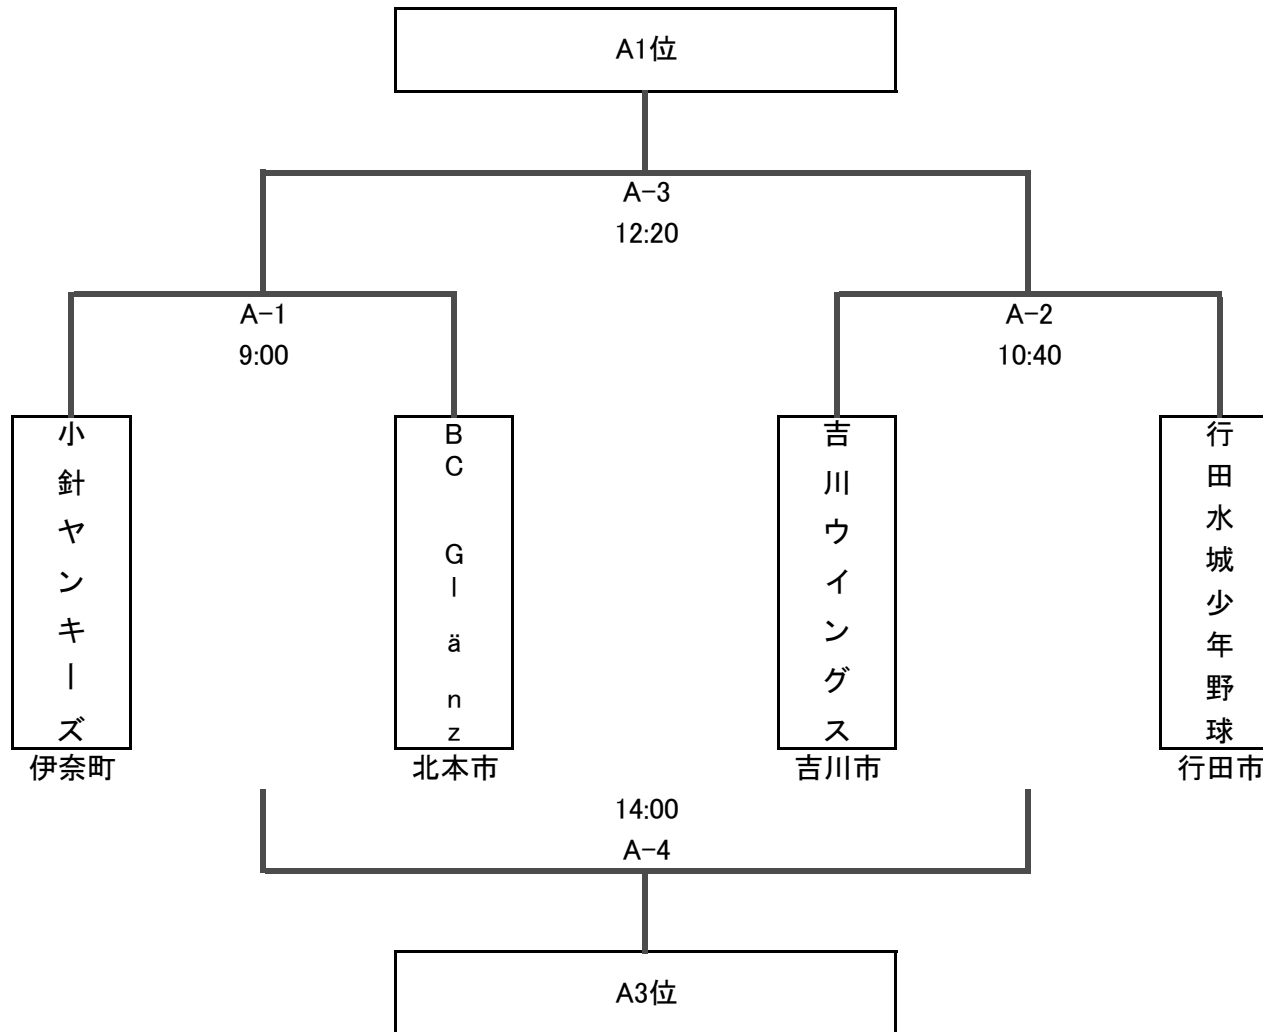 A1位
A-3
12:20
A-1
9:00
A-2
10:40
小針ヤンキーズ
BC Glänz
吉川ウイングス
行田水城少年野球
伊奈町
北本市
吉川市
行田市
14:00
A-4
A3位